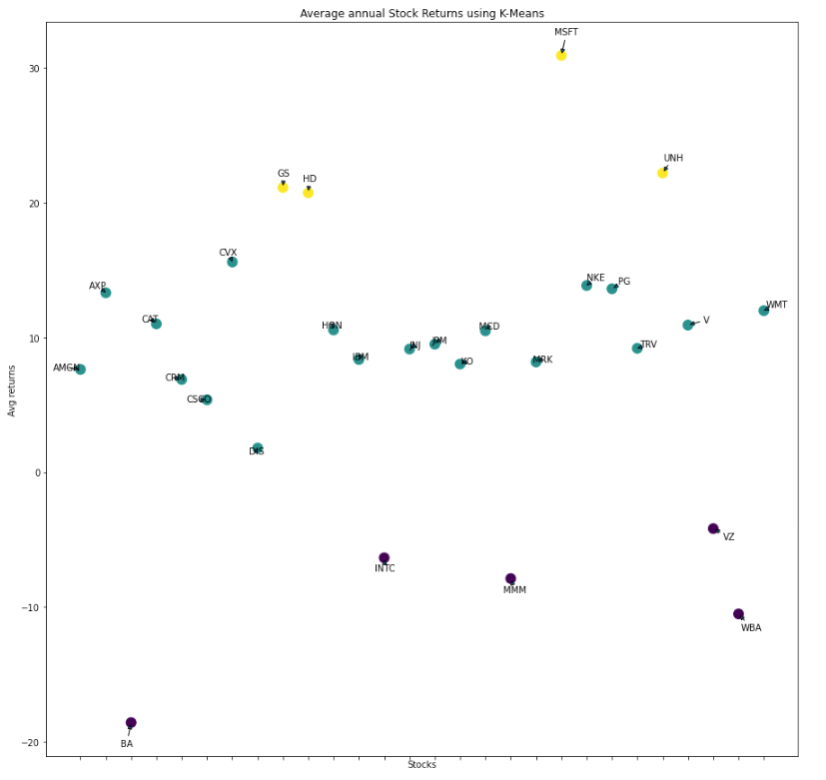 Average annual Stock Returns using K-Means
MSFT
30
UNH
GS
HD
20
CVX
NKE
PG
AXP
WMT
CAT
HON
MCD
V
10
IBM
JNJ
JPM
TRV
KO
MRK
AMGN
CRM
CSCO
DIS
0
Avg returns
VZ
INTC
MMM
−10
WBA
BA
−20
Stocks